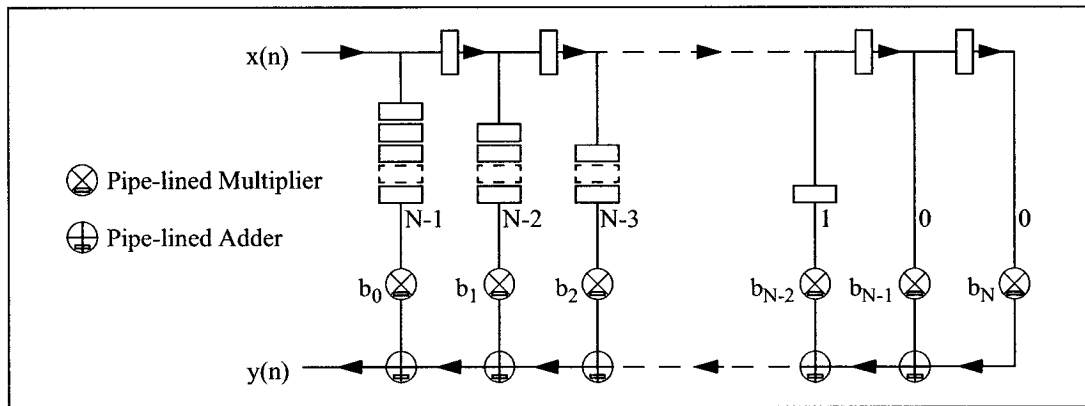 x(n)
N-1 N-2 N-3 1 0 0
Pipe-lined Multiplier
Pipe-lined Adder
b0 b1 b2 bN-2 bN-1 bN
y(n)